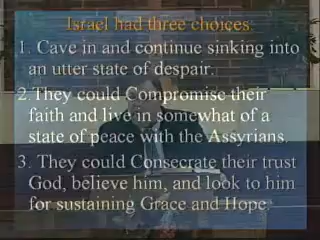 Israel had three choices:
1. Cave in and continue sinking into
an utter state of despair.
2.They could Compromise their
faith and live in somewhat of a
state of peace with the Assyrians.
3. They could Consecrate their trust
God, believe him, and look to him
for sustaining Grace and Hope.